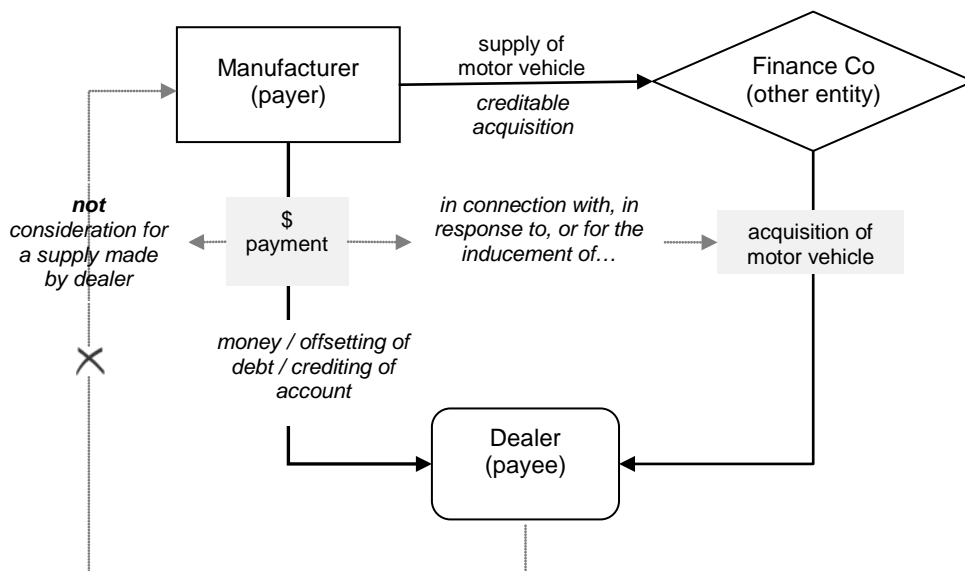 Manufacturer
(payer)
supply of
motor vehicle
creditable
acquisition
Finance Co
(other entity)
not
consideration for
a supply made
by dealer
$
payment
in connection with, in
response to, or for the
inducement of…
acquisition of
motor vehicle
money / offsetting of
debt / crediting of
account
Dealer
(payee)